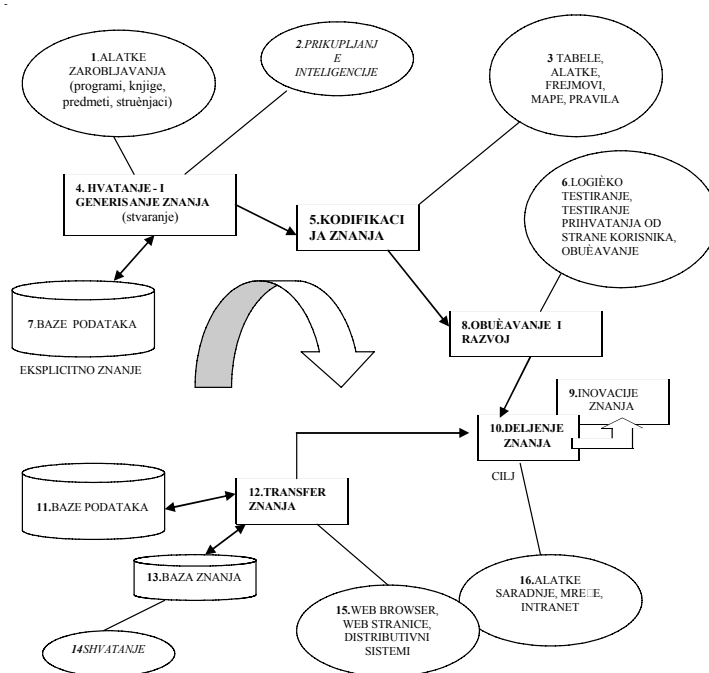 1.ALATKE
ZAROBLJAVANJA
(programi, knjige,
predmeti, struènjaci)
2.PRIKUPLJANJ
E
INTELIGENCIJE
3 TABELE,
ALATKE,
FREJMOVI,
MAPE, PRAVILA
4. HVATANJE - I
GENERISANJE ZNANJA
(stvaranje)
5.KODIFIKACI
JA ZNANJA
6.LOGIÈKO
TESTIRANJE,
TESTIRANJE
PRIHVATANJA OD
STRANE KORISNIKA,
OBUÈAVANJE
7.BAZE PODATAKA
EKSPLICITNO ZNANJE
8.OBUÈAVANJE I
RAZVOJ
9.INOVACIJE
ZNANJA
10.DELJENJE
ZNANJA
CILJ
11.BAZE PODATAKA
12.TRANSFER
ZNANJA
13.BAZA ZNANJA
14SHVATANJE
15.WEB BROWSER,
WEB STRANICE,
DISTRIBUTIVNI
SISTEMI
16.ALATKE
SARADNJE, MRE□E,
INTRANET